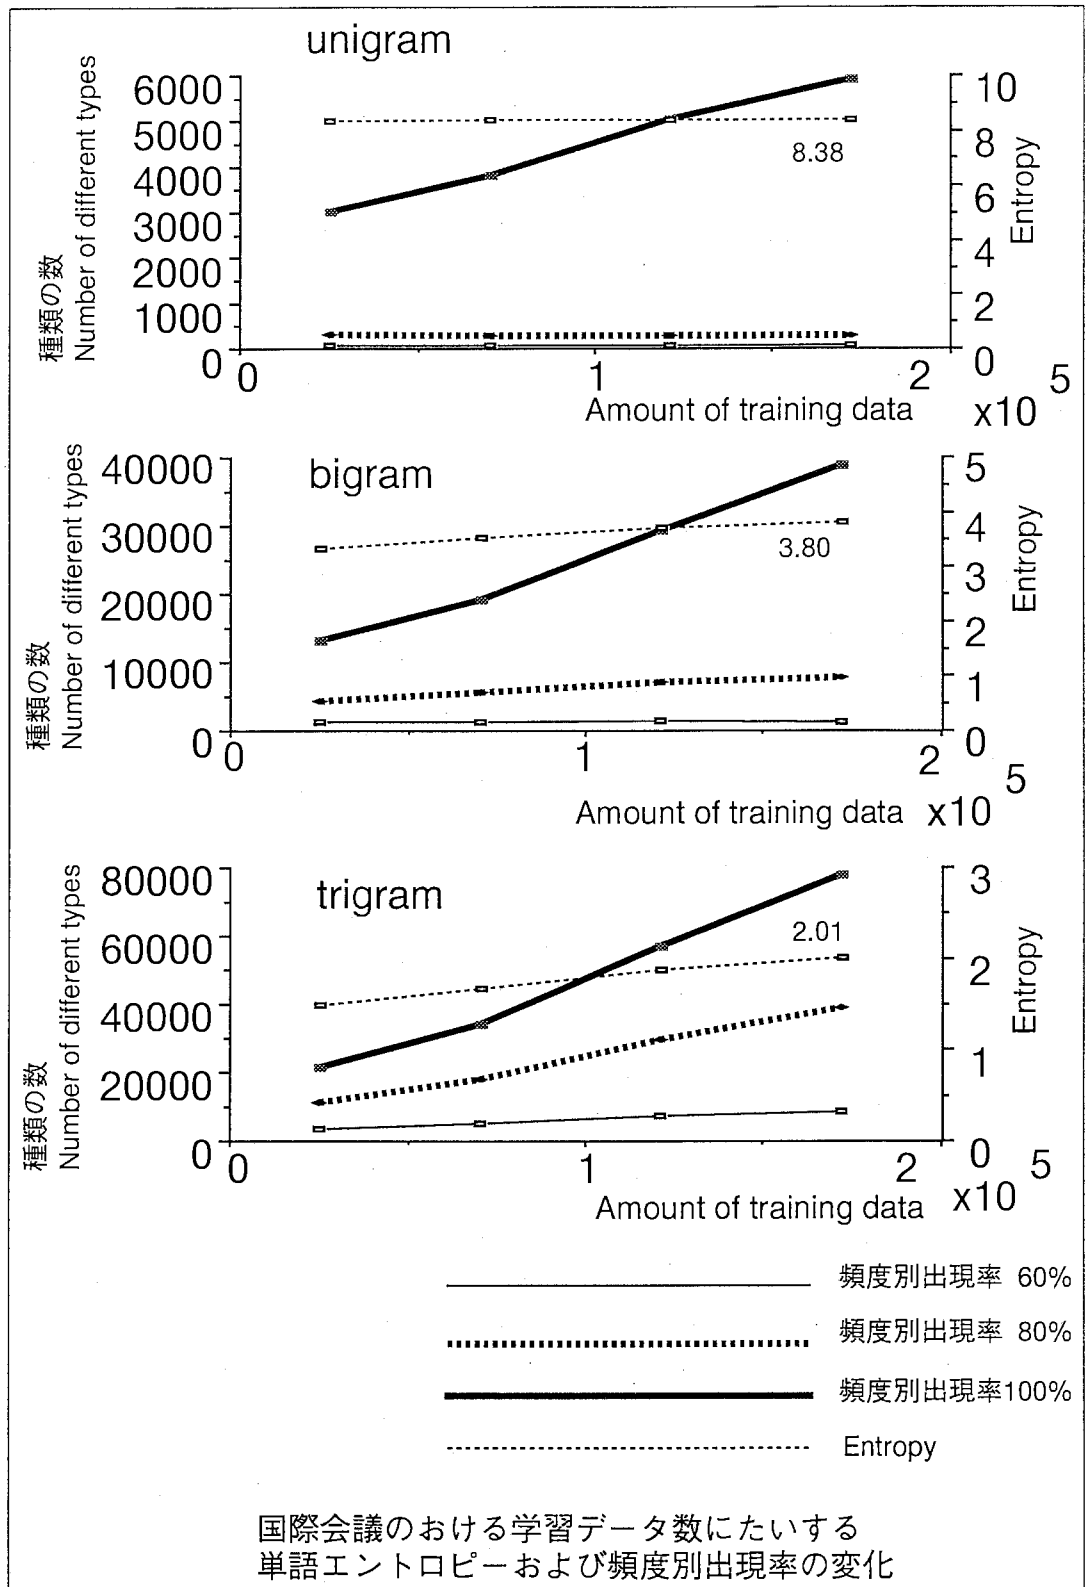 unigram
種類の数
Number of different types
6000
5000
4000
3000
2000
1000
0
10
8
6
4
2
0
Entropy
8.38
0 1 2
Amount of training data x10 5
bigram
種類の数
Number of different types
40000
30000
20000
10000
0
5
4
3
2
1
0
Entropy
3.80
0 1 2
Amount of training data x10 5
trigram
種類の数
Number of different types
80000
60000
40000
20000
0
3
2
1
0
Entropy
2.01
0 1 2
Amount of training data x10 5
頻度別出現率 60%
頻度別出現率 80%
頻度別出現率100%
Entropy
国際会議のおける学習データ数にたいする
単語エントロピーおよび頻度別出現率の変化